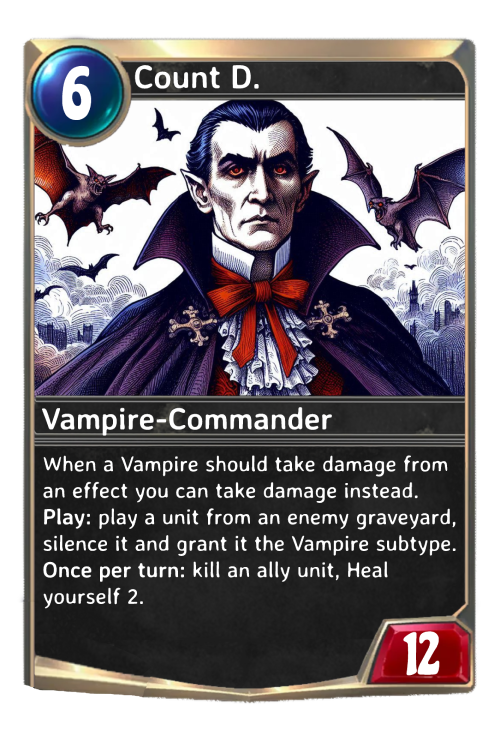 6
Count D.
Vampire-Commander
When a Vampire should take damage from
an effect you can take damage instead.
Play: play a unit from an enemy graveyard,
silence it and grant it the Vampire subtype.
Once per turn: kill an ally unit, Heal
yourself 2.
12